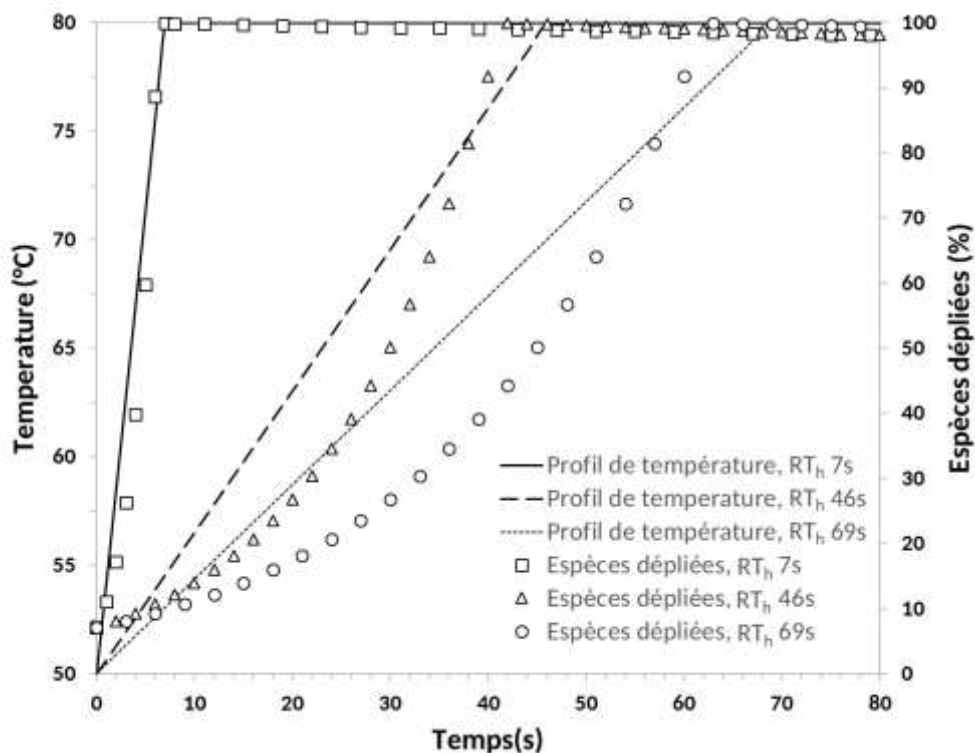 80
75
70
65
60
55
50
Temperature (°C)
100
90
80
70
60
50
40
30
20
10
0
Espèces dépliées (%)
Profil de température, RTh 7s
Profil de temperature, RTh 46s
Profil de température, RTh 69s
Espèces dépliées, RTh 7s
Espèces dépliées, RTh 46s
Espèces dépliées, RTh 69s
0 10 20 30 40 50 60 70 80
Temps(s)